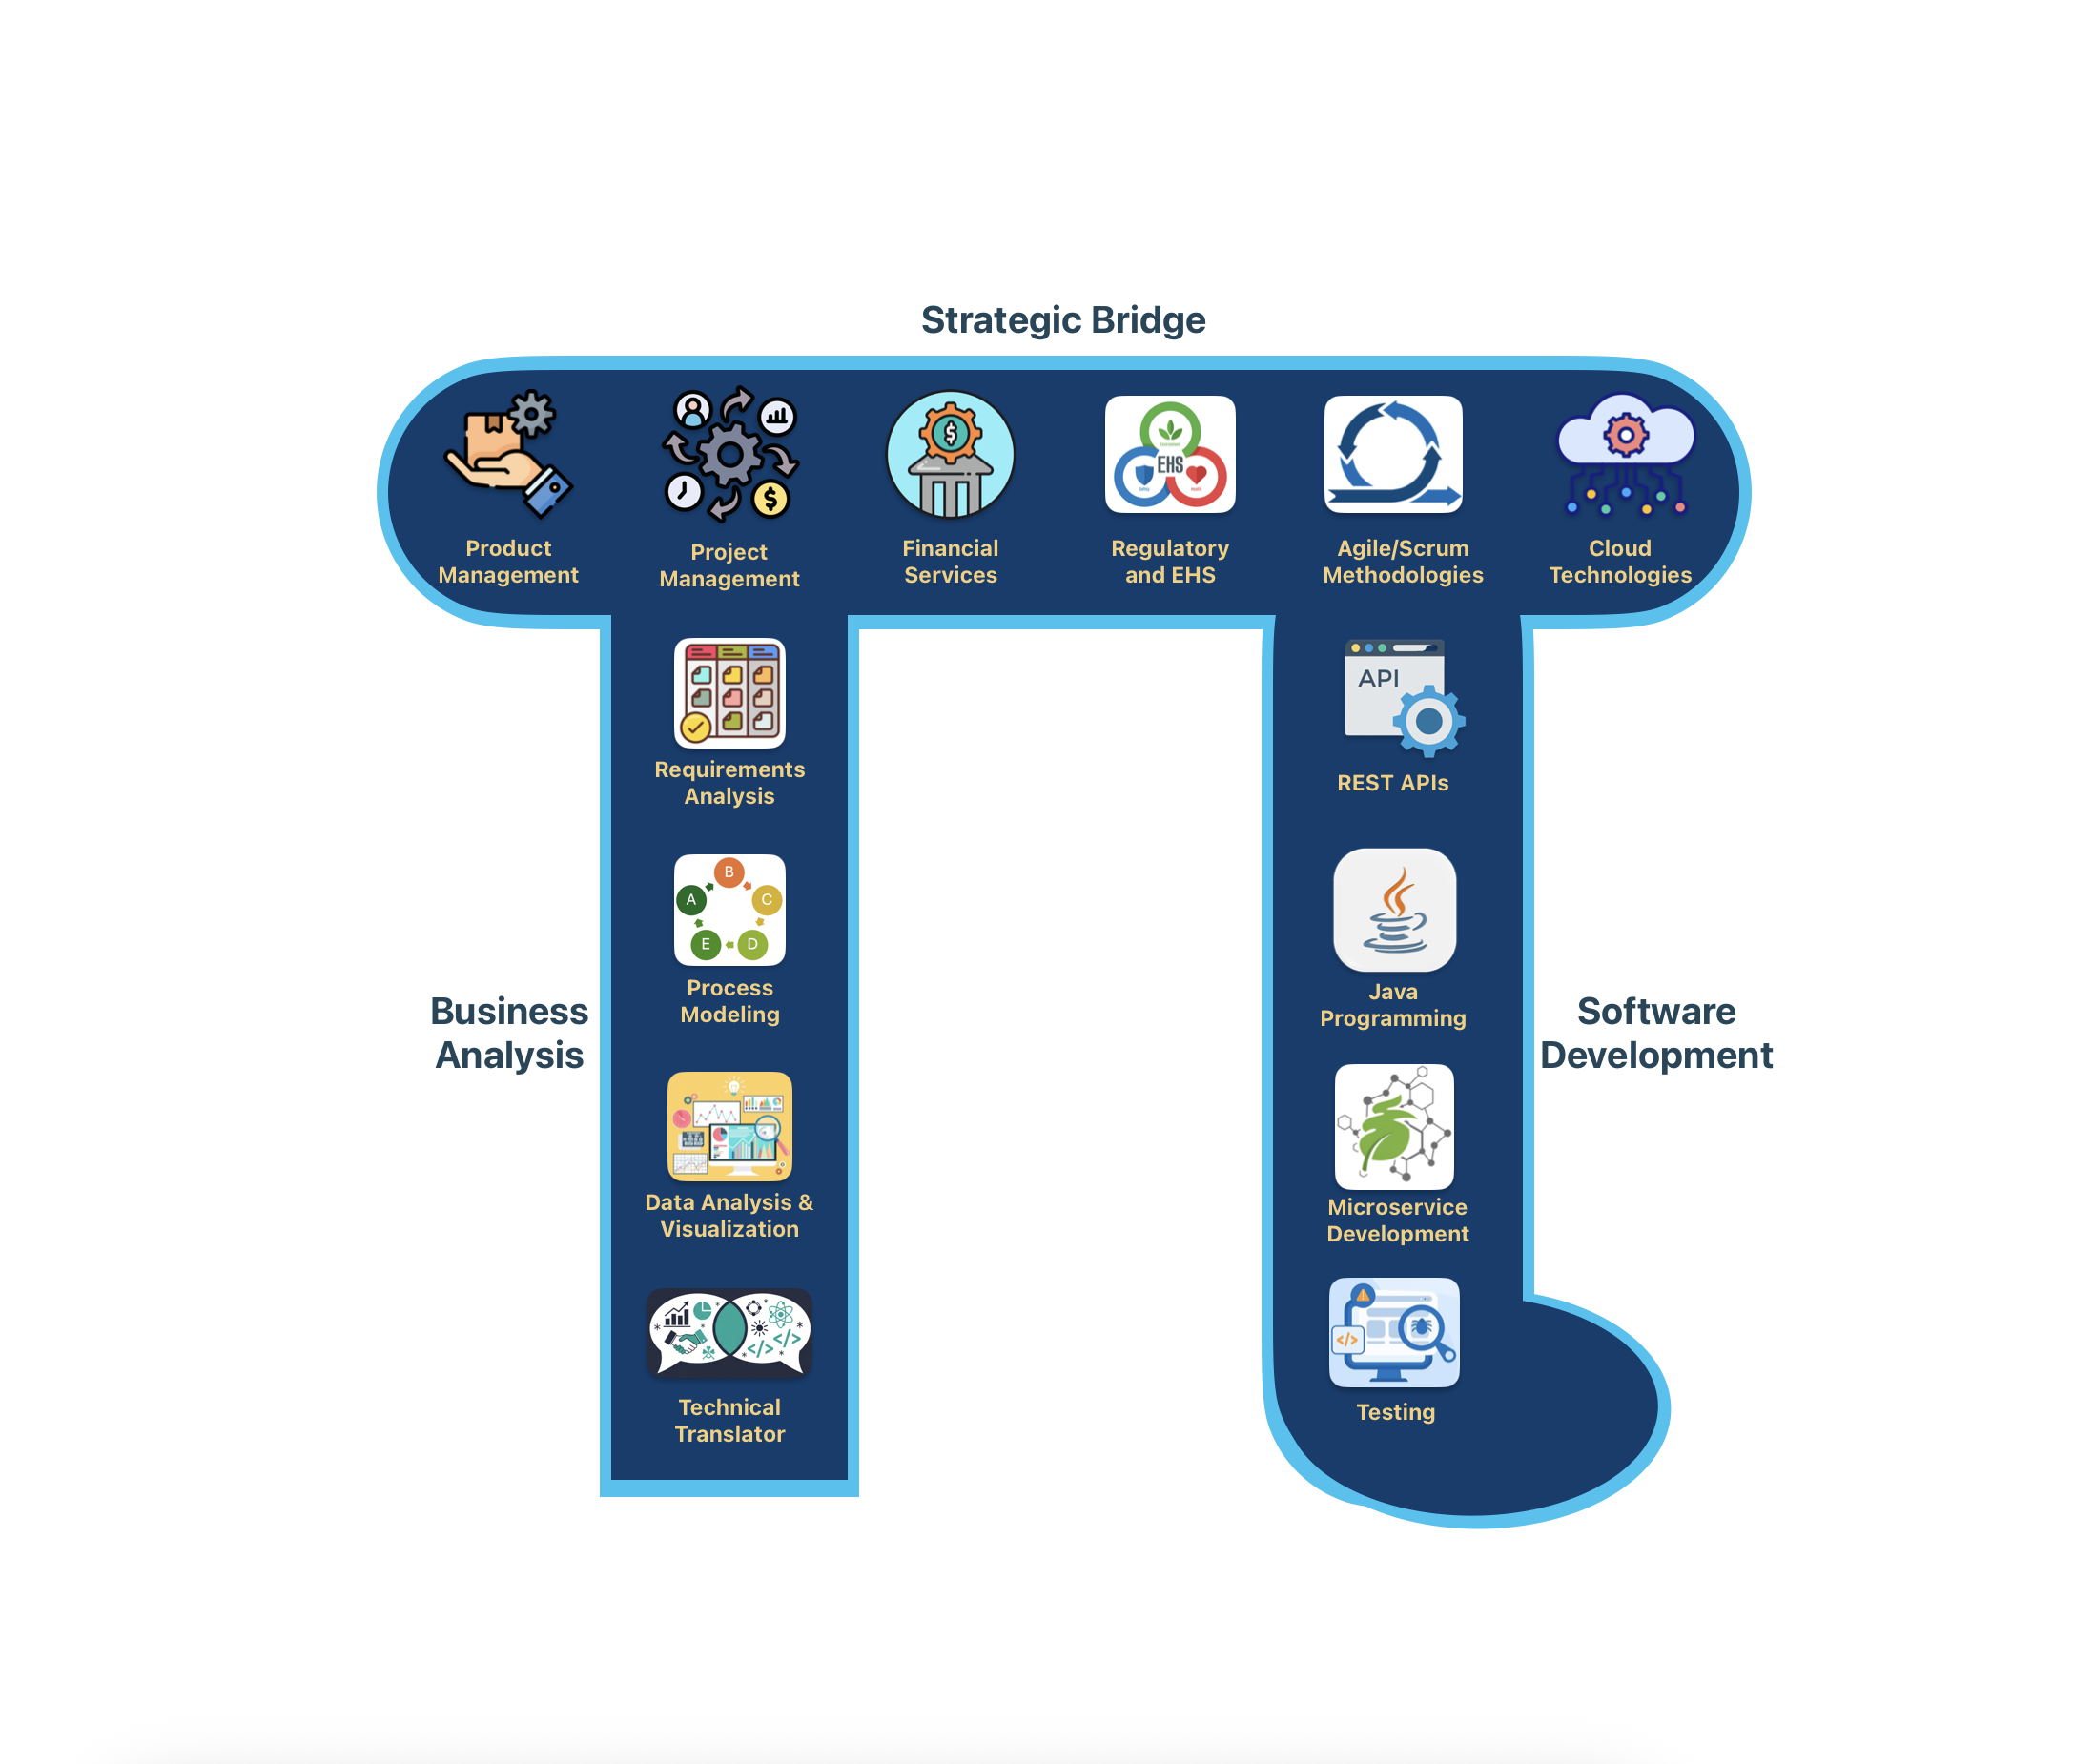 Strategic Bridge
EHS
Product
Management
Project
Management
Financial
Services
Regulatory
and EHS
Agile/Scrum
Methodologies
Cloud
Technologies
Requirements
Analysis
API
REST APIs
B
A
C
E
D
Process
Modeling
Java
Programming
Business
Analysis
Software
Development
Data Analysis &
Visualization
Microservice
Development
</>
</>
</>
Technical
Translator
Testing